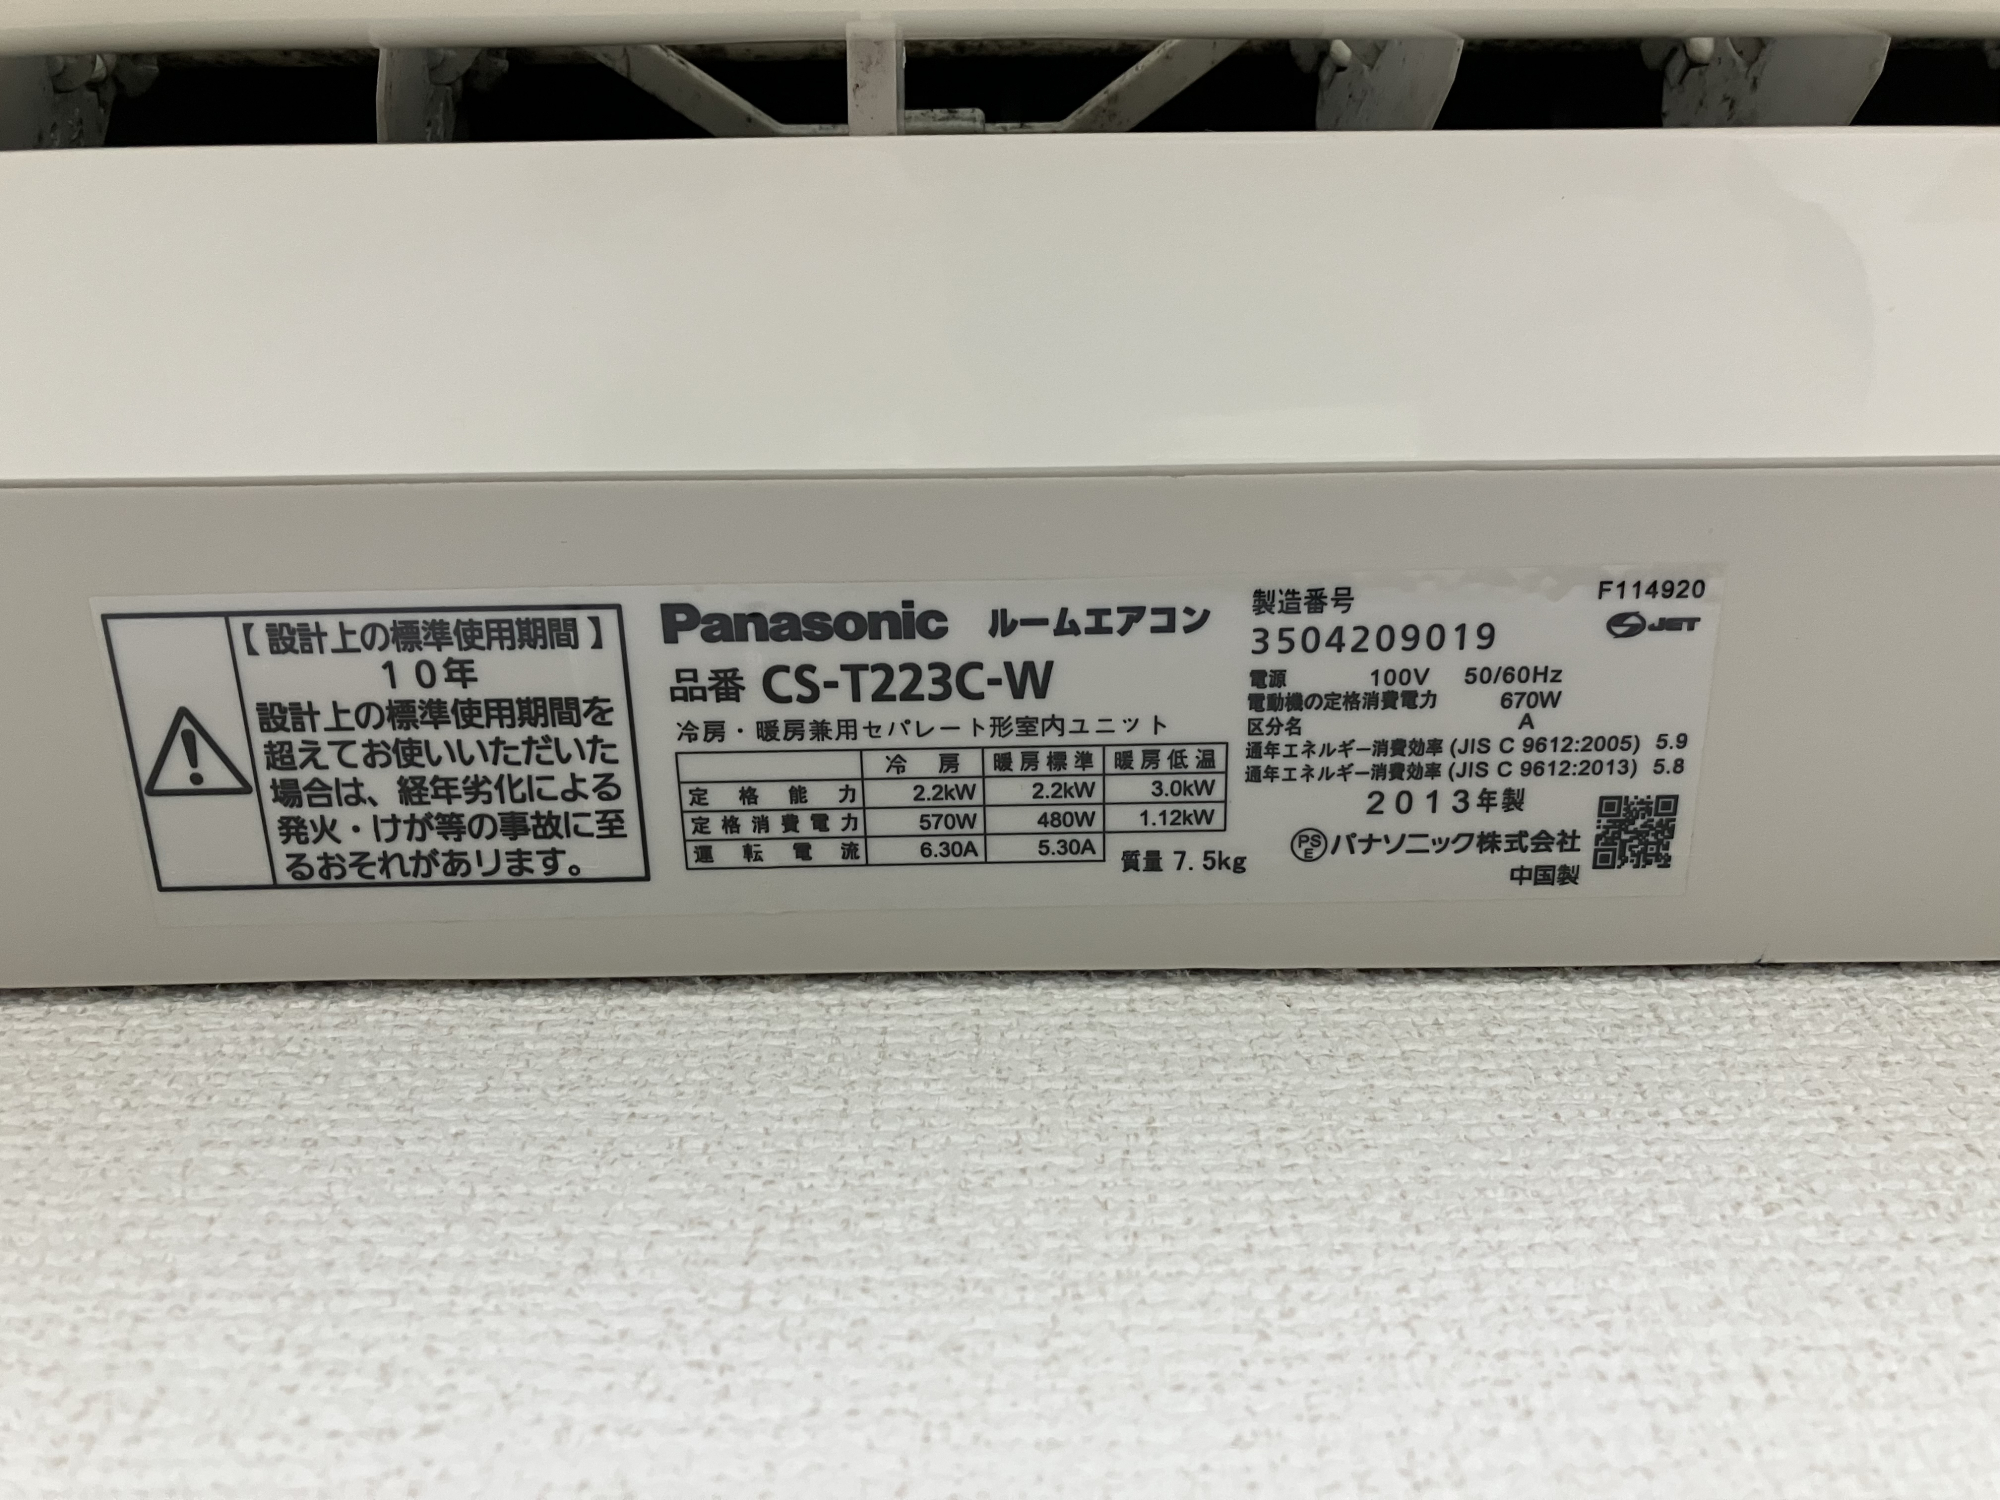 【設計上の標準使用期間】
10年
設計上の標準使用期間を
超えてお使いいただいた
場合は、経年劣化による
発火・けが等の事故に至
るおそれがあります。
Panasonic ルームエアコン
品番 CS-T223C-W
冷房・暖房兼用セパレート形室内ユニット
冷房 暖房標準 暖房低温
定格能力 2.2kW 2.2kW 3.0kW
定格消費電力 570W 480W 1.12kW
運転電流 6.30A 5.30A
質量 7.5kg
製造番号
3504209019
F114920
JET
電源 100V 50/60Hz
電動機の定格消費電力 670W
区分名 A
通年エネルギー消費効率 (JIS C 9612:2005) 5.9
通年エネルギー消費効率 (JIS C 9612:2013) 5.8
2013年製
PSE パナソニック株式会社
中国製